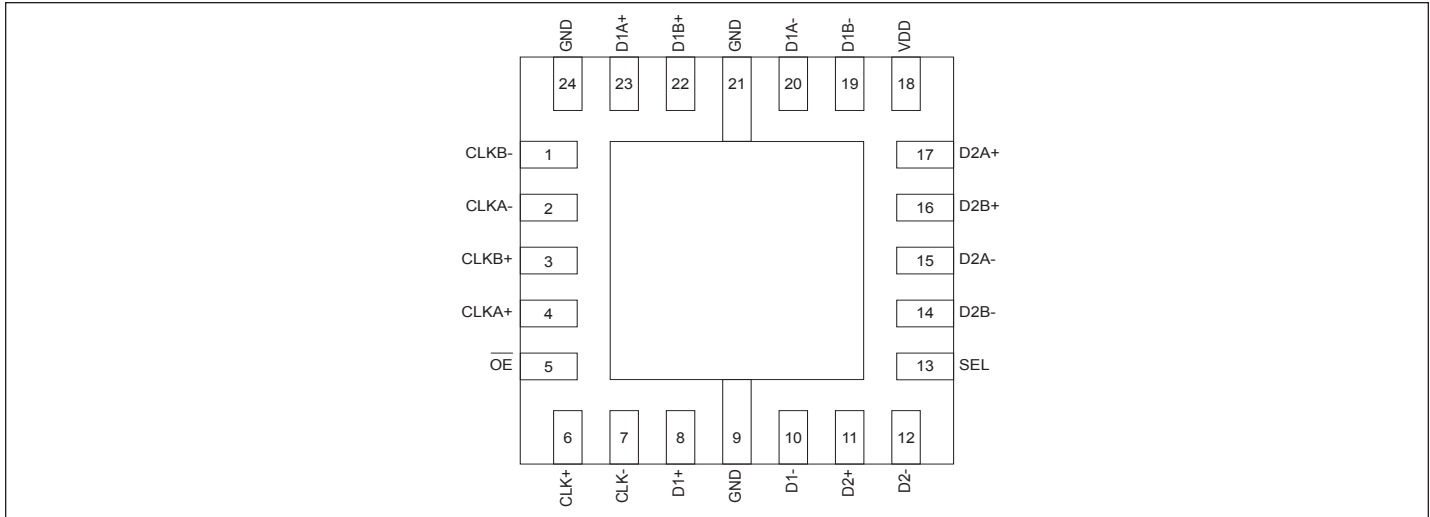 GND D1A+ D1B+ GND D1A- D1B- VDD
24 23 22 21 20 19 18
CLKB- 1 17 D2A+
CLKA- 2 16 D2B+
CLKB+ 3 15 D2A-
CLKA+ 4 14 D2B-
O̅E̅ 5 13 SEL
6 7 8 9 10 11 12
CLK+ CLK- D1+ GND D1- D2+ D2-